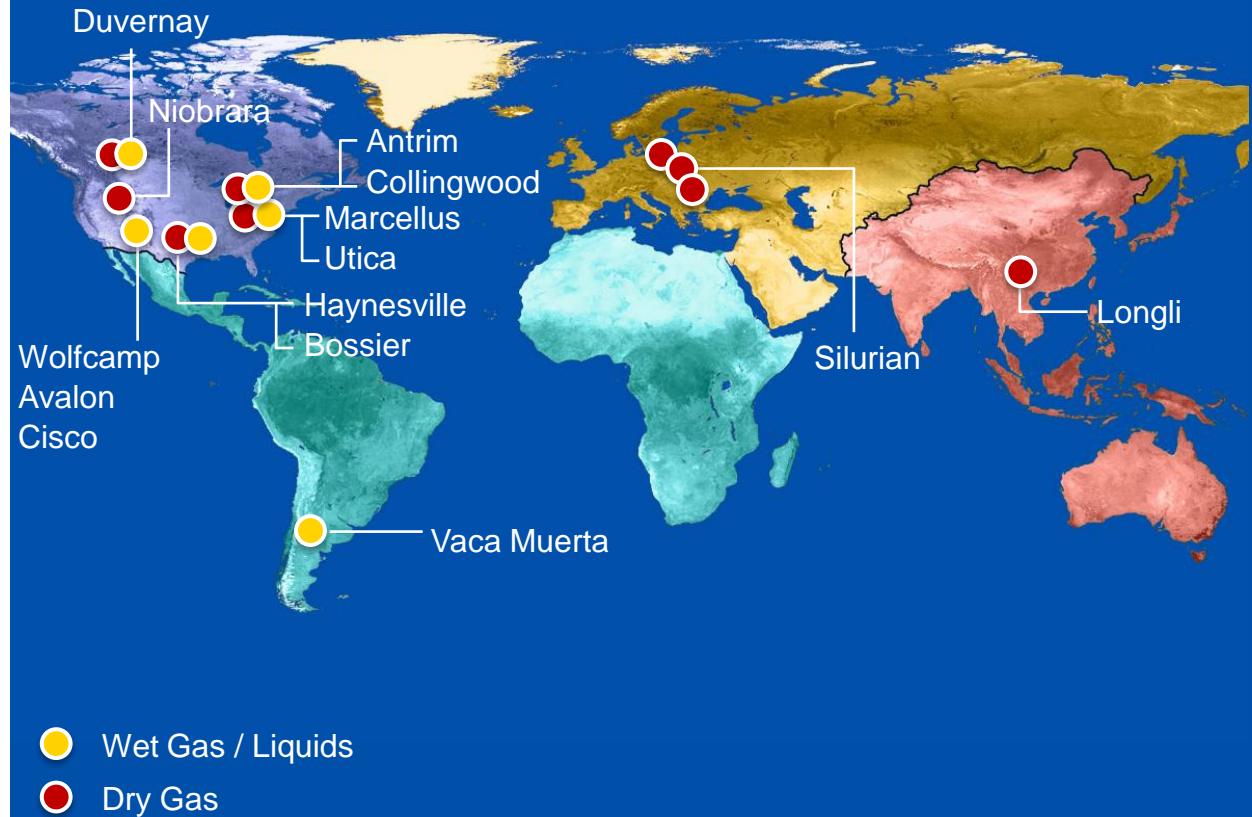 Duvernay
Niobrara
Antrim
Collingwood
Marcellus
Utica
Haynesville
Bossier
Wolfcamp
Avalon
Cisco
Longli
Silurian
Vaca Muerta
Wet Gas / Liquids
Dry Gas